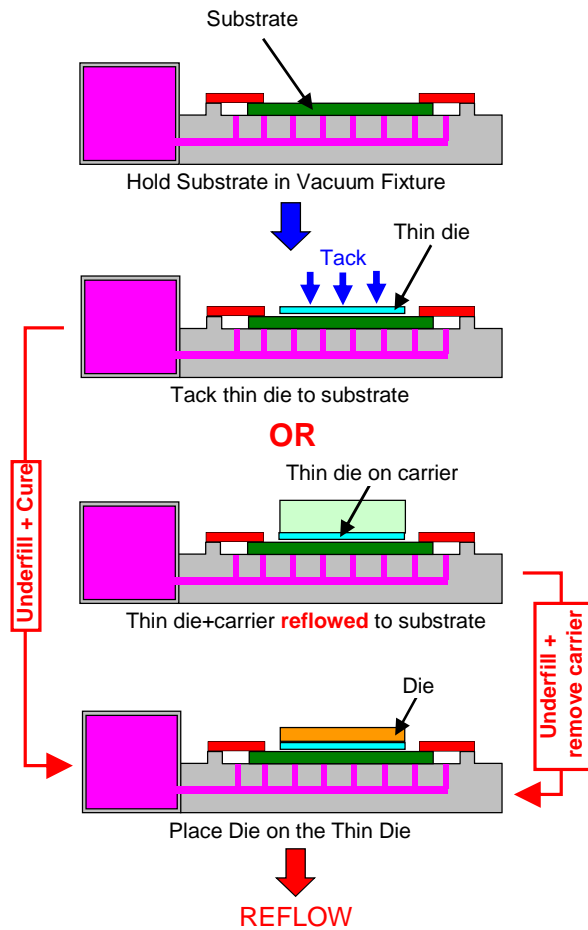 Substrate
Hold Substrate in Vacuum Fixture
Thin die
Tack
Tack thin die to substrate
OR
Underfill + Cure
Thin die on carrier
Thin die+carrier reflowed to substrate
Underfill +
remove carrier
Die
Place Die on the Thin Die
REFLOW